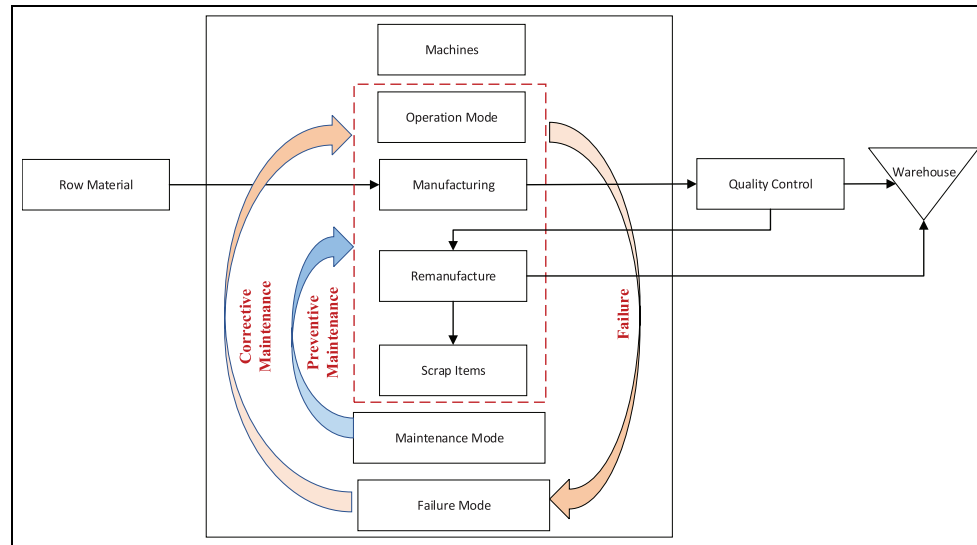 Machines
Operation Mode
Row Material
Manufacturing
Quality Control
Warehouse
Remanufacture
Corrective
Maintenance
Preventive
Maintenance
Failure
Scrap Items
Maintenance Mode
Failure Mode